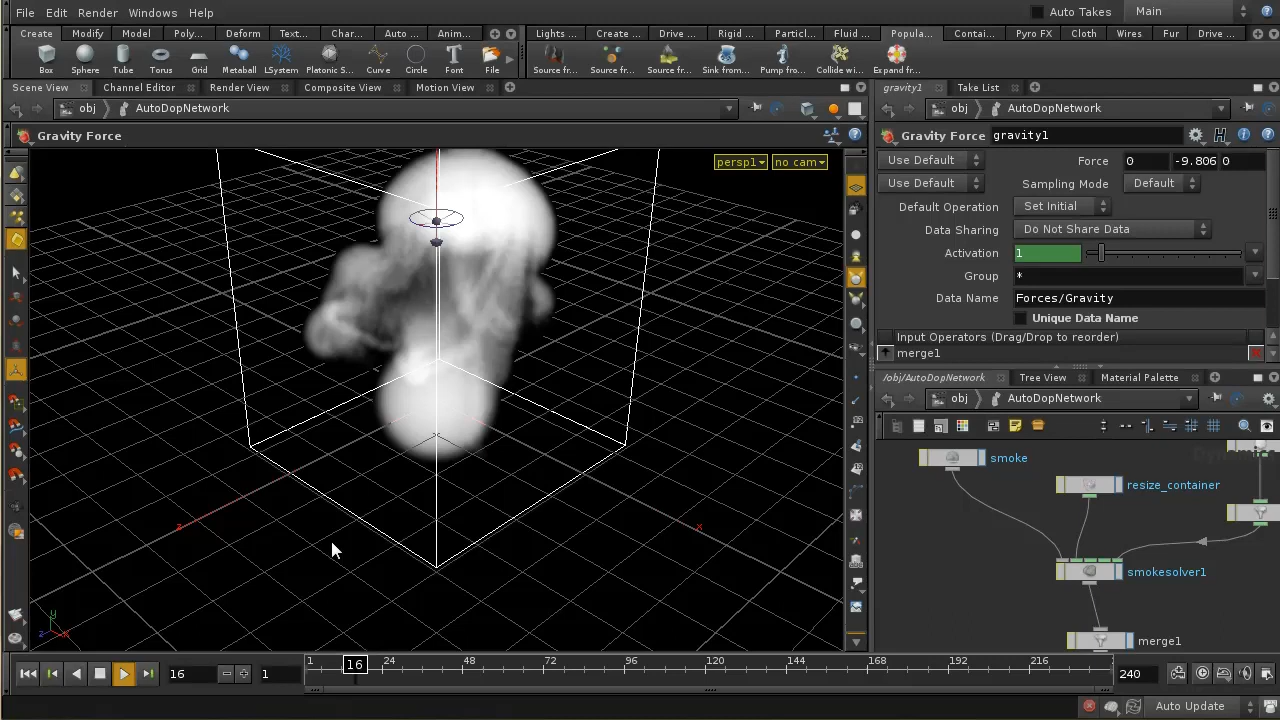 File Edit Render Windows Help Auto Takes Main
Create Modify Model Poly... Deform Text... Char... Auto ... Anim... Lights ... Create ... Drive ... Rigid ... Particl... Fluid ... Popula... Contai... Pyro FX Cloth Wires Fur Drive ...
Box Sphere Tube Torus Grid Metaball LSystem Platonic S... Curve Circle Font File Source fr... Source fr... Source fr... Sink from... Pump fro... Collide wi... Expand fr...
Scene View Channel Editor Render View Composite View Motion View gravity1 Take List
obj AutoDopNetwork obj AutoDopNetwork
Gravity Force Gravity Force gravity1
persp1 no cam
Use Default Force 0 -9.806 0
Use Default Sampling Mode Default
Default Operation Set Initial
Data Sharing Do Not Share Data
Activation 1
Group *
Data Name Forces/Gravity
Unique Data Name
Input Operators (Drag/Drop to reorder)
merge1
/obj/AutoDopNetwork Tree View Material Palette
obj AutoDopNetwork
smoke
resize_container
smokesolver1
merge1
z x
y
z x
16 1 1 16 24 48 72 96 120 144 168 192 216 240
Auto Update